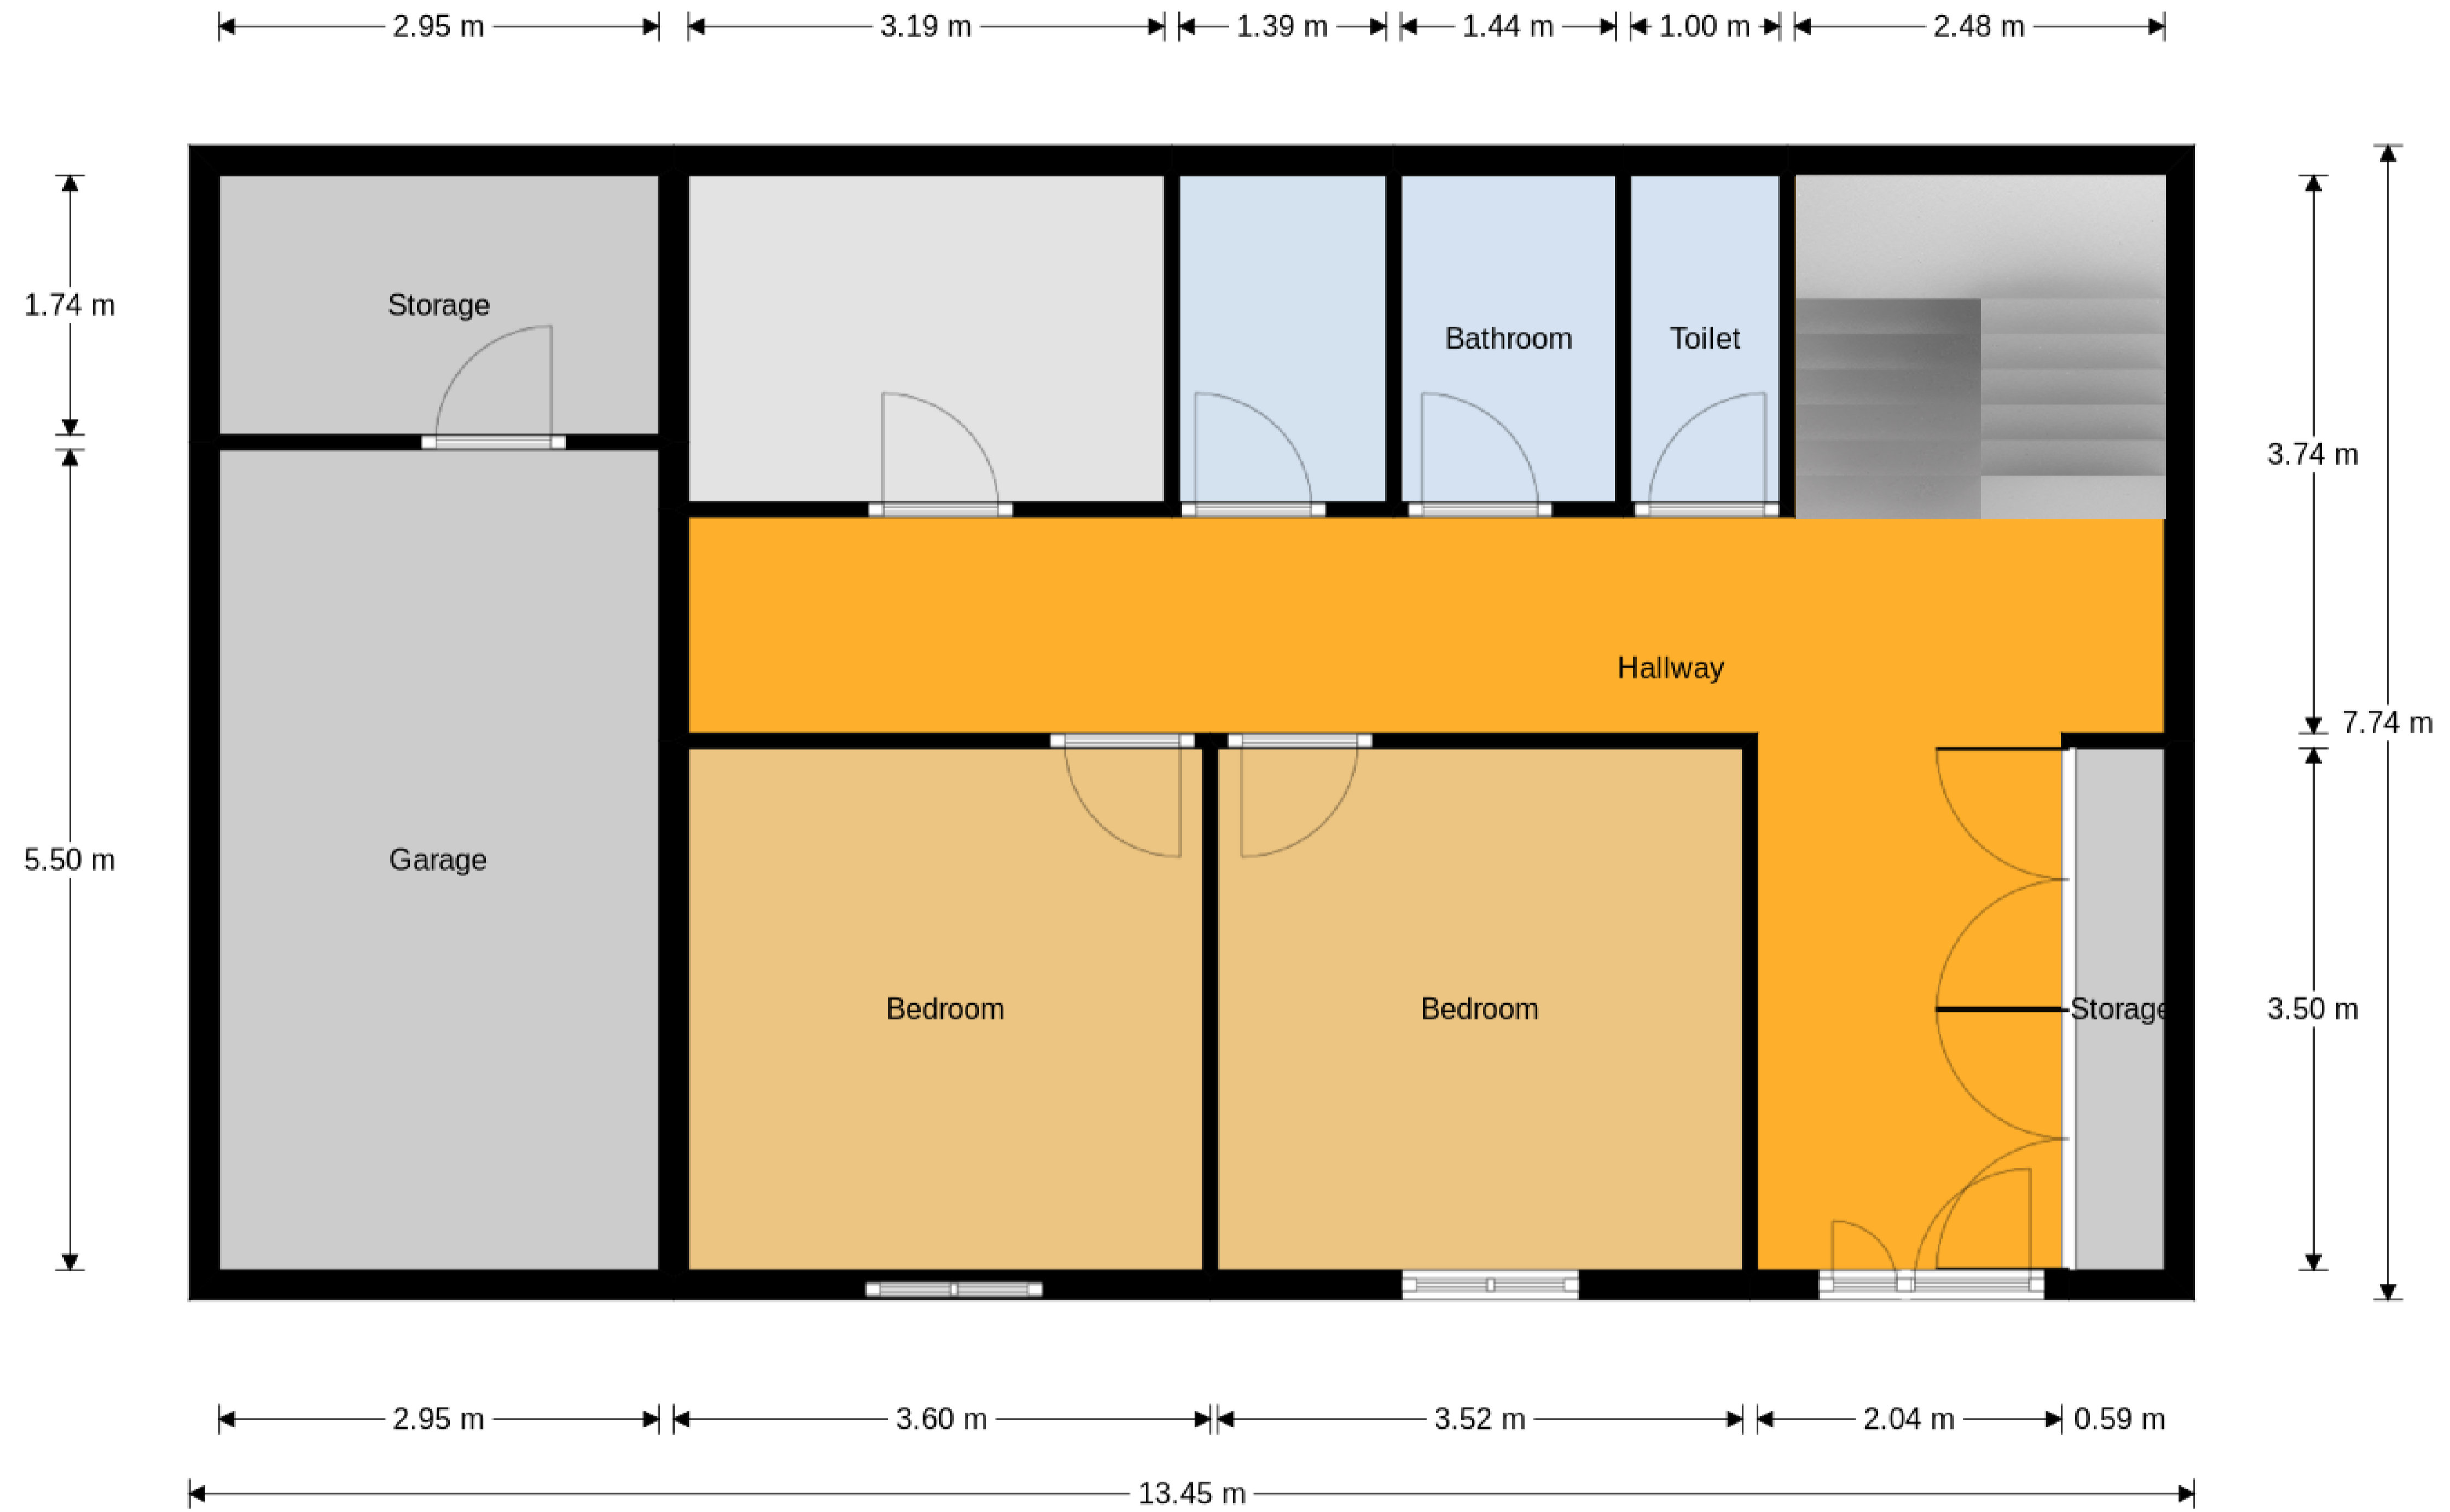 2.95 m
3.19 m
1.39 m
1.44 m
1.00 m
2.48 m
1.74 m
Storage
Bathroom
Toilet
3.74 m
Hallway
7.74 m
5.50 m
Garage
Bedroom
Bedroom
Storage
3.50 m
2.95 m
3.60 m
3.52 m
2.04 m
0.59 m
13.45 m